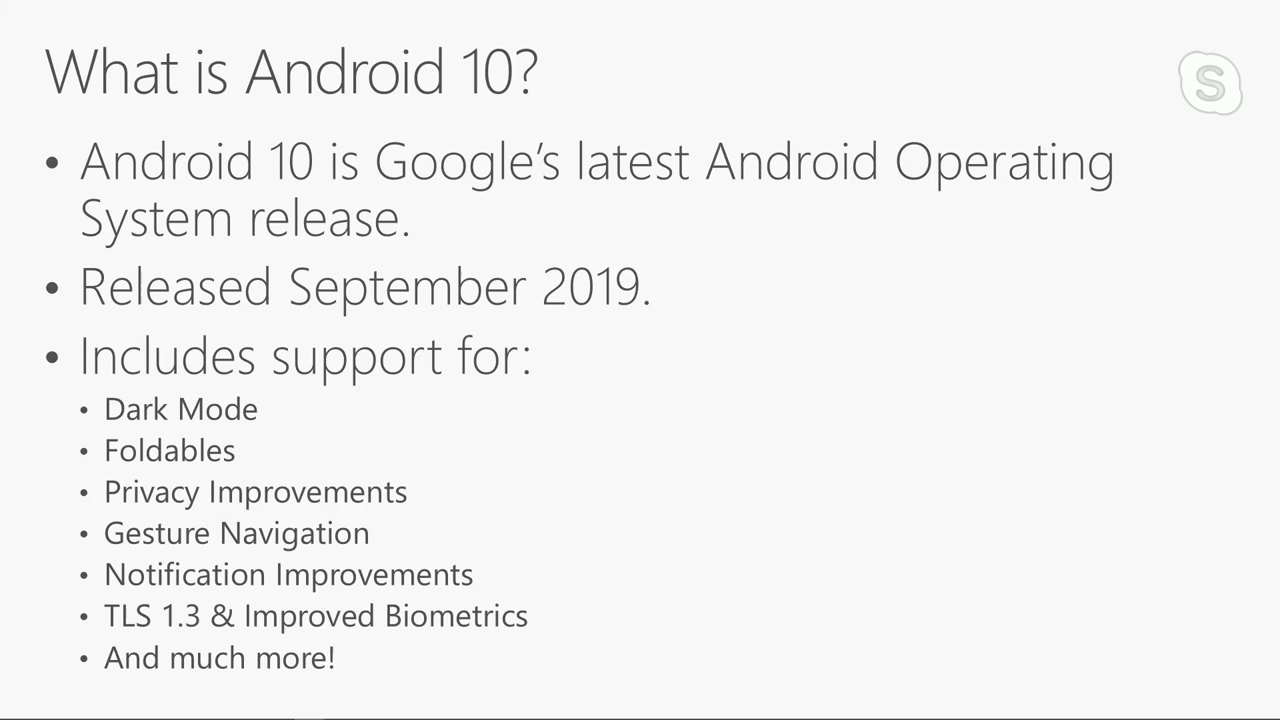 What is Android 10?
S
• Android 10 is Google’s latest Android Operating
System release.
• Released September 2019.
• Includes support for:
• Dark Mode
• Foldables
• Privacy Improvements
• Gesture Navigation
• Notification Improvements
• TLS 1.3 & Improved Biometrics
• And much more!